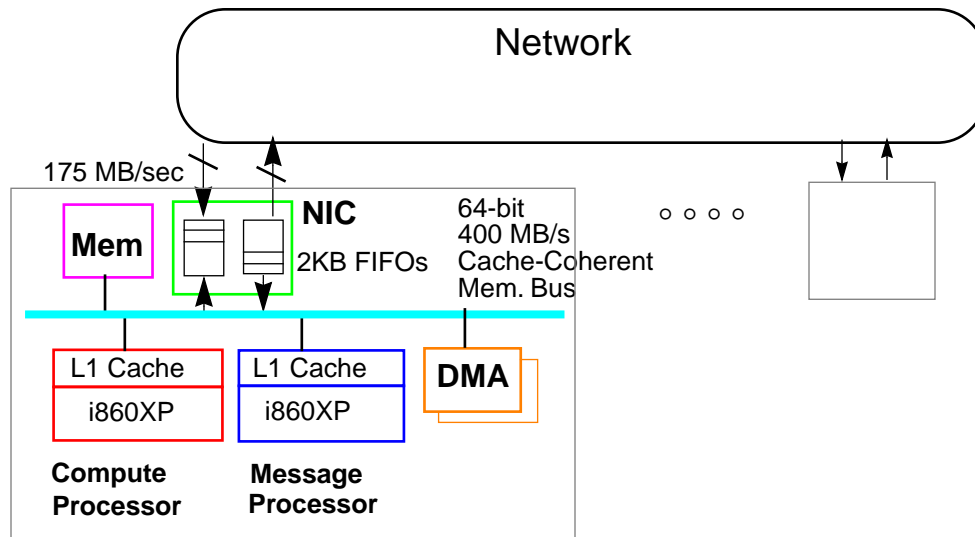 Network
175 MB/sec
NIC
Mem
2KB FIFOs
64-bit
400 MB/s
Cache-Coherent
Mem. Bus
L1 Cache
i860XP
L1 Cache
i860XP
DMA
Compute
Processor
Message
Processor